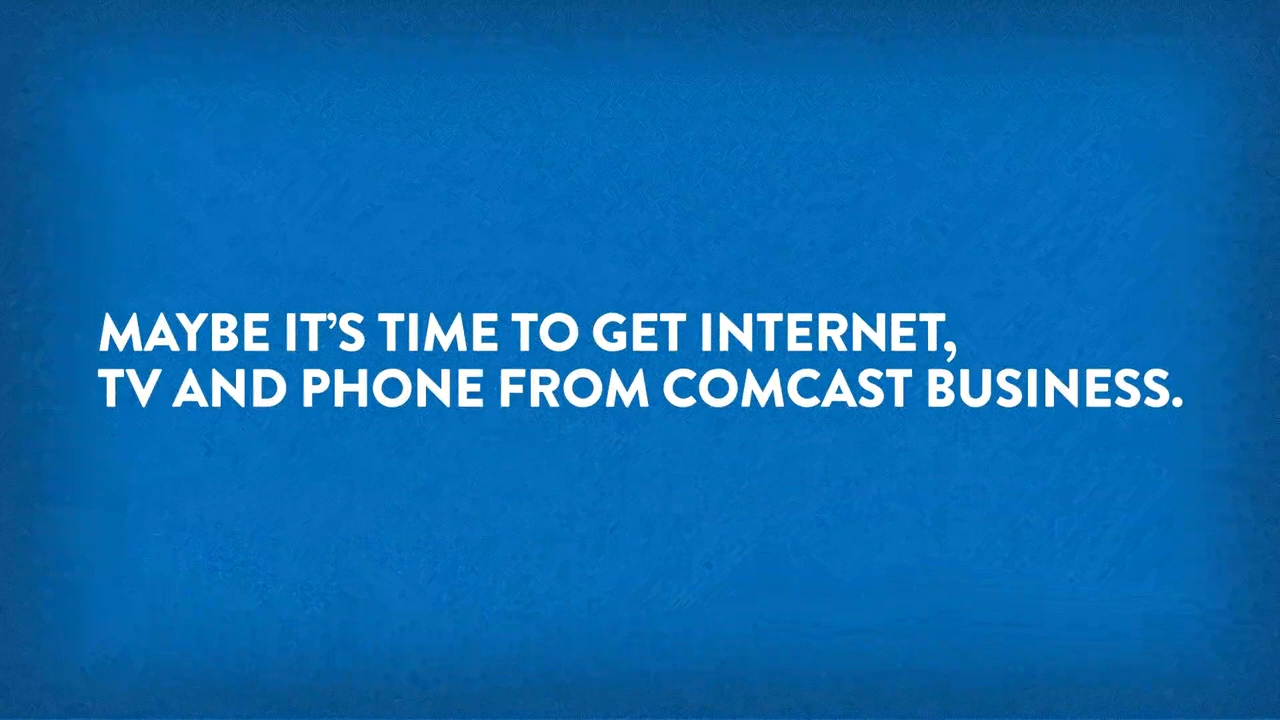 MAYBE IT’S TIME TO GET INTERNET,
TV AND PHONE FROM COMCAST BUSINESS.